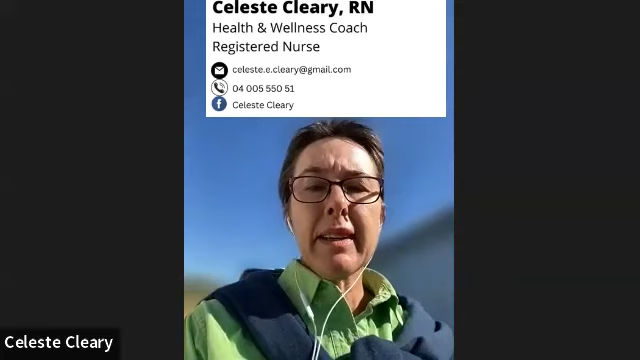 Celeste Cleary, RN
Health & Wellness Coach
Registered Nurse
celeste.e.cleary@gmail.com
04 005 550 51
Celeste Cleary
Celeste Cleary